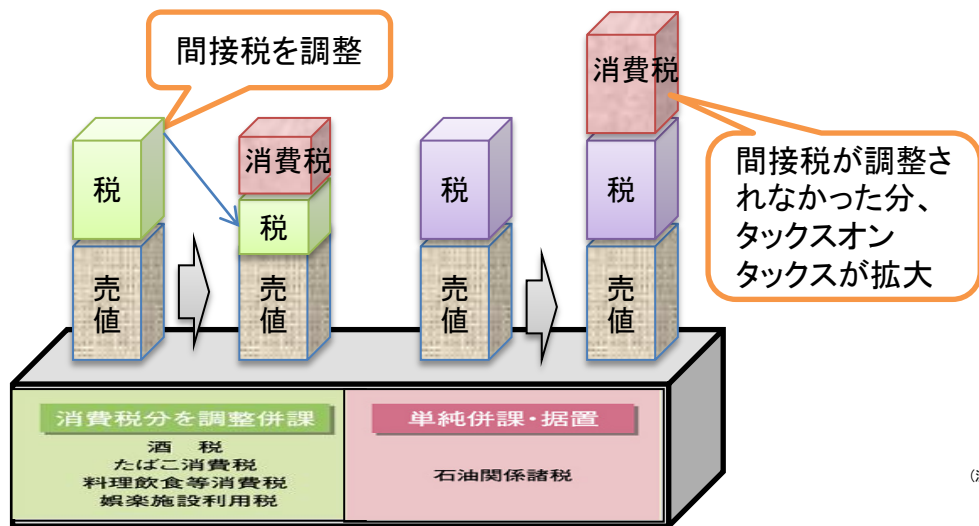 間接税を調整
消費税
税
消費税
税
税
税
間接税が調整さ
れなかった分、
タックスオン
タックスが拡大
売値
売値
売値
売値
消費税分を調整併課
酒　税
たばこ消費税
料理飲食等消費税
娯楽施設利用税
単純併課・据置
石油関係諸税